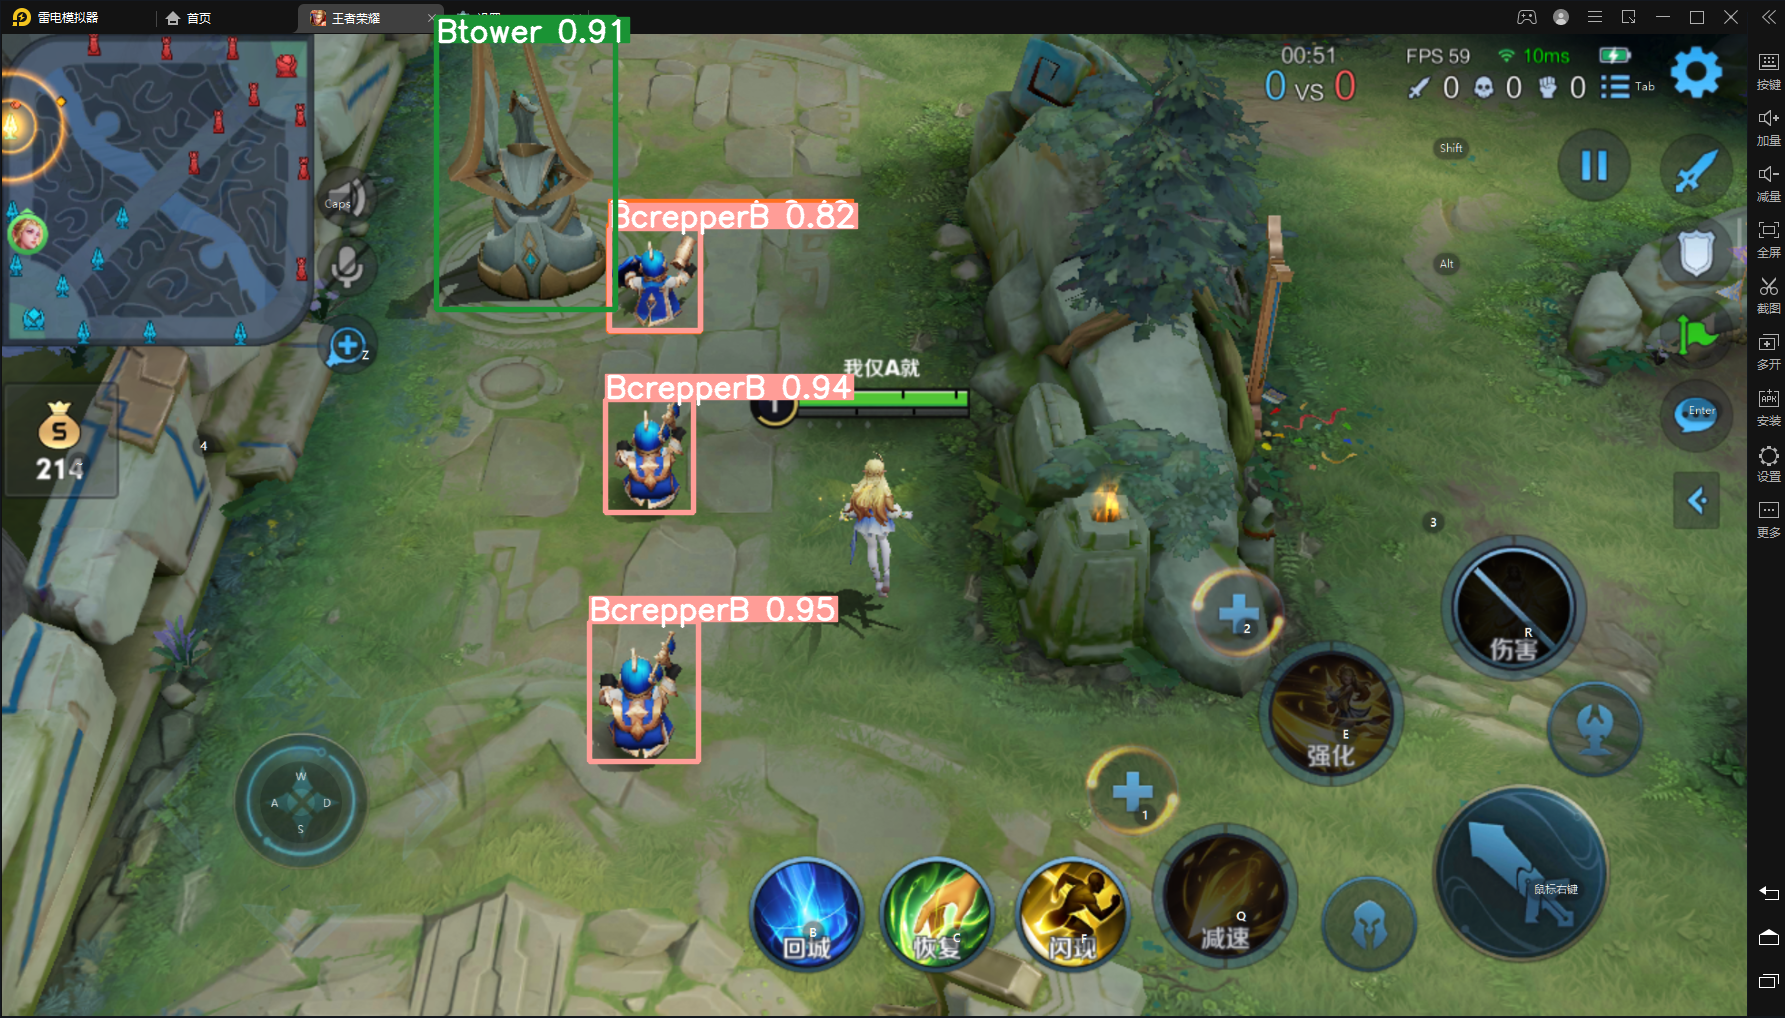 雷电模拟器
首页
王者荣耀
Btower 0.91
00:51
FPS 59
10ms
0 VS 0
0
0
0
Tab
按键
加量
减量
全屏
截图
多开
安装
设置
更多
Shift
Alt
Caps
BcrepperB 0.82
Z
我仅A就
BcrepperB 0.94
1
Enter
S
214
4
3
BcrepperB 0.95
2
R
伤害
E
强化
W
A
D
S
1
鼠标右键
B
回城
C
恢复
F
闪现
Q
减速